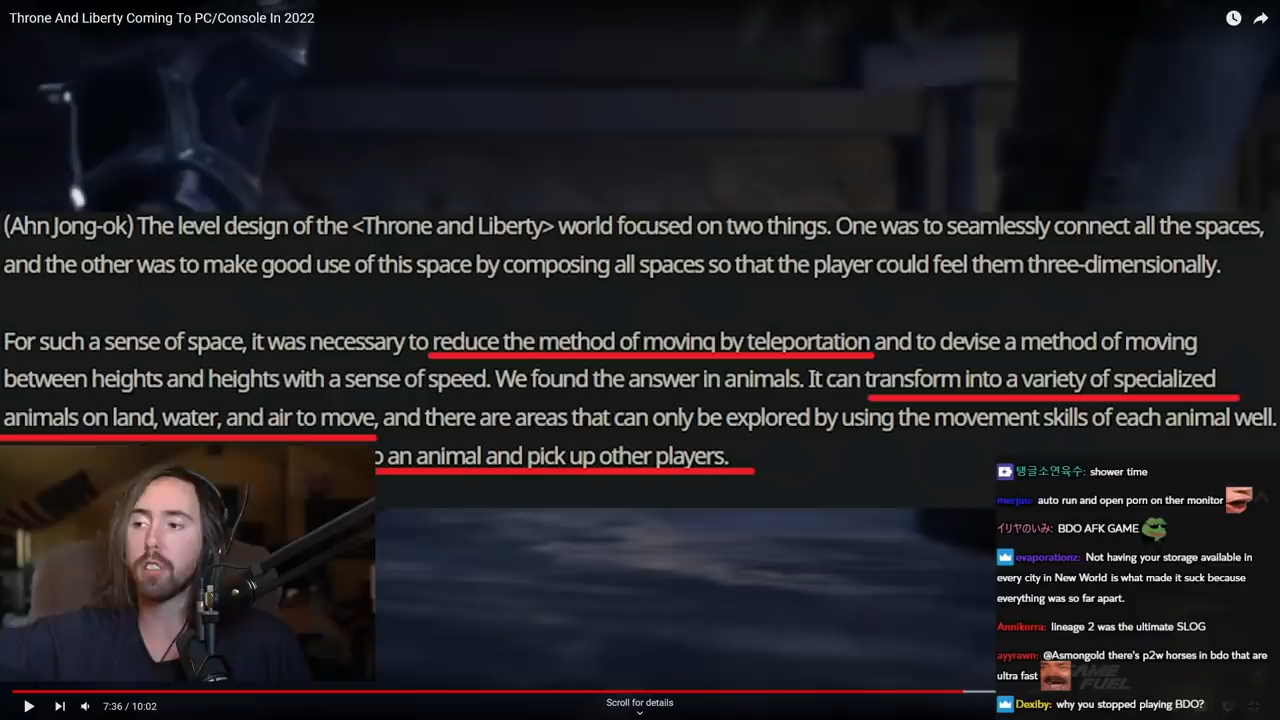 Throne And Liberty Coming To PC/Console In 2022
(Ahn Jong-ok) The level design of the <Throne and Liberty> world focused on two things. One was to seamlessly connect all the spaces,
and the other was to make good use of this space by composing all spaces so that the player could feel them three-dimensionally.
For such a sense of space, it was necessary to reduce the method of moving by teleportation and to devise a method of moving
between heights and heights with a sense of speed. We found the answer in animals. It can transform into a variety of specialized
animals on land, water, and air to move, and there are areas that can only be explored by using the movement skills of each animal well.
an animal and pick up other players.
탱글소면육수: shower time
merjuu: auto run and open porn on ther monitor
イリヤのいみ: BDO AFK GAME
evaporationz: Not having your storage available in
every city in New World is what made it suck because
everything was so far apart.
Annikorra: lineage 2 was the ultimate SLOG
ayyrawn: @Asmongold there's p2w horses in bdo that are
ultra fast
GAME
FUEL
Dexiby: why you stopped playing BDO?
7:36 / 10:02
Scroll for details